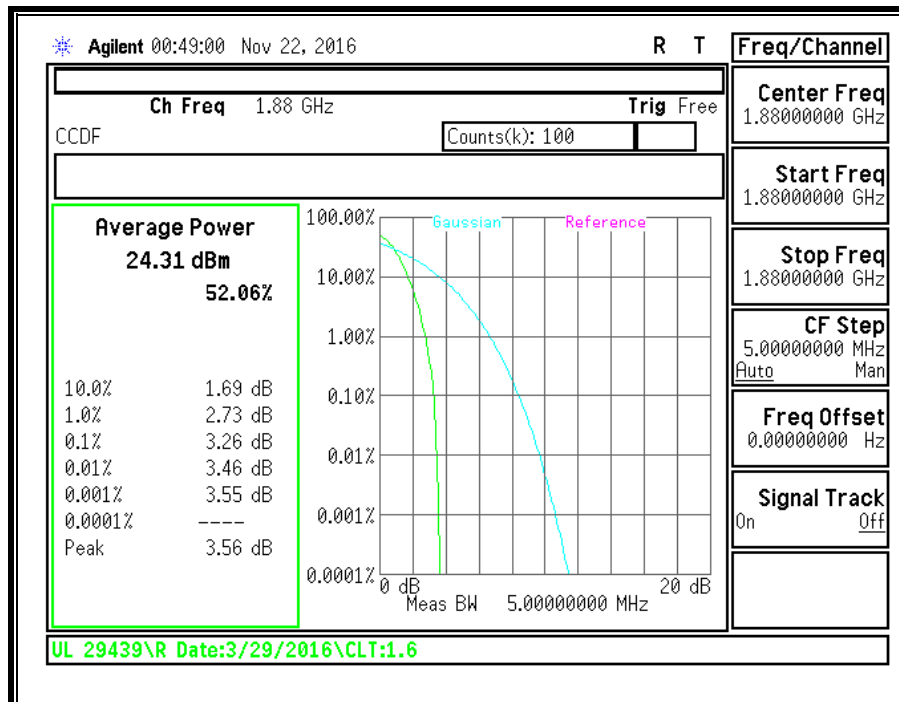 Agilent 00:49:00 Nov 22, 2016 R T
Freq/Channel
Ch Freq 1.88 GHz Trig Free
CCDF Counts(k): 100
Average Power
24.31 dBm
52.06%
10.0% 1.69 dB
1.0% 2.73 dB
0.1% 3.26 dB
0.01% 3.46 dB
0.001% 3.55 dB
0.0001% ----
Peak 3.56 dB
Gaussian Reference
100.00%
10.00%
1.00%
0.10%
0.01%
0.001%
0.0001%
0 dB 20 dB
Meas BW 5.00000000 MHz
Center Freq
1.88000000 GHz
Start Freq
1.88000000 GHz
Stop Freq
1.88000000 GHz
CF Step
5.00000000 MHz
Auto Man
Freq Offset
0.00000000 Hz
Signal Track
On Off
UL 29439\R Date:3/29/2016\CLT:1.6